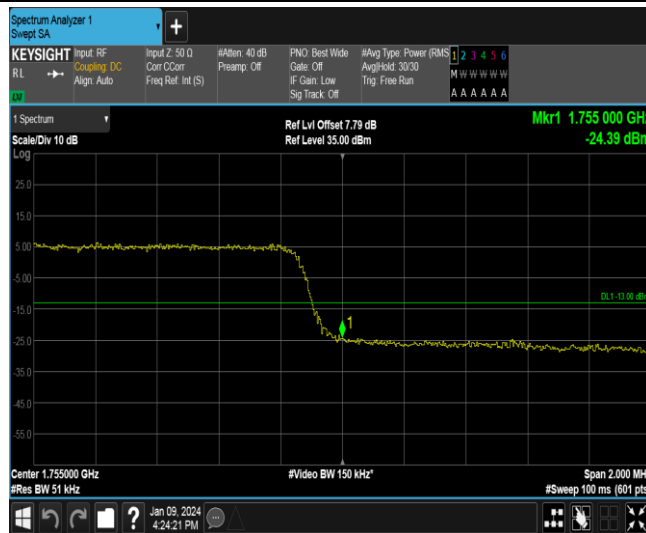 Spectrum Analyzer 1
Swept SA
KEYSIGHT
RL
Input: RF
Coupling: DC
Align: Auto
Input Z: 50 Ω
Corr CCorr
Freq Ref: Int (S)
#Atten: 40 dB
Preamp: Off
PNO: Best Wide
Gate: Off
IF Gain: Low
Sig Track: Off
#Avg Type: Power (RMS
Avg|Hold: 30/30
Trig: Free Run
1 2 3 4 5 6
M W W W W W
A A A A A A
1 Spectrum
Scale/Div 10 dB
Log
Ref Lvl Offset 7.79 dB
Ref Level 35.00 dBm
Mkr1 1.755 000 GHz
-24.39 dBm
25.0
15.0
5.00
-5.00
-15.0
-25.0
-35.0
-45.0
-55.0
DL1 -13.00 dBm
1
Center 1.755000 GHz
#Res BW 51 kHz
#Video BW 150 kHz*
Span 2.000 MH
#Sweep 100 ms (601 pts
?
Jan 09, 2024
4:24:21 PM